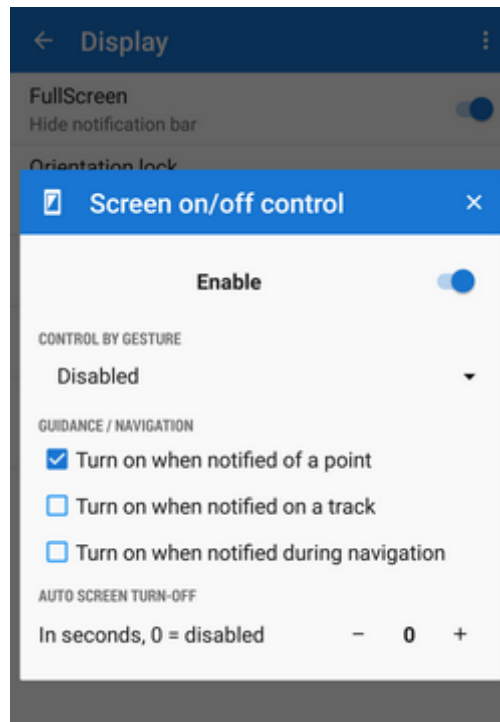 Display
FullScreen
Hide notification bar
Orientation lock
Screen on/off control
Enable
CONTROL BY GESTURE
Disabled
GUIDANCE / NAVIGATION
Turn on when notified of a point
Turn on when notified on a track
Turn on when notified during navigation
AUTO SCREEN TURN-OFF
In seconds, 0 = disabled − 0 +